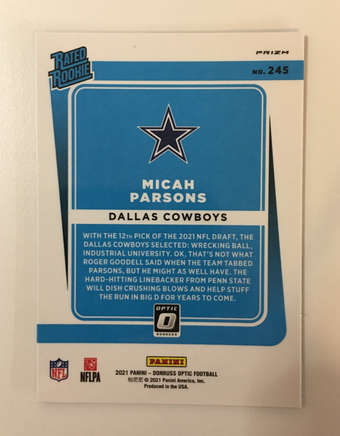 RATED
ROOKIE
PRIZM
NO. 245
MICAH
PARSONS
DALLAS COWBOYS
WITH THE 12TH PICK OF THE 2021 NFL DRAFT, THE
DALLAS COWBOYS SELECTED: WRECKING BALL,
INDUSTRIAL UNIVERSITY. OK, THAT'S NOT WHAT
ROGER GOODELL SAID WHEN THE TEAM TABBED
PARSONS, BUT HE MIGHT AS WELL HAVE. THE
HARD-HITTING LINEBACKER FROM PENN STATE
WILL DISH CRUSHING BLOWS AND HELP STUFF
THE RUN IN BIG D FOR YEARS TO COME.
OPTIC
NFL
NFLPA
PANINI
2021 PANINI – DONRUSS OPTIC FOOTBALL
帕尼尼 © 2021 Panini America, Inc.
Produced in the USA.